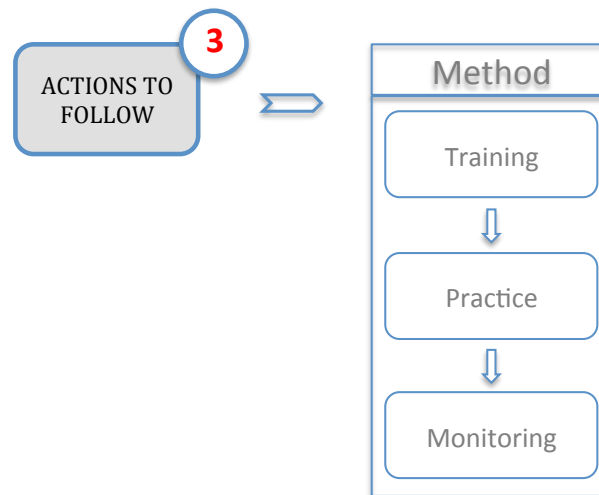 3
ACTIONS TO
FOLLOW
Method
Training
Practice
Monitoring